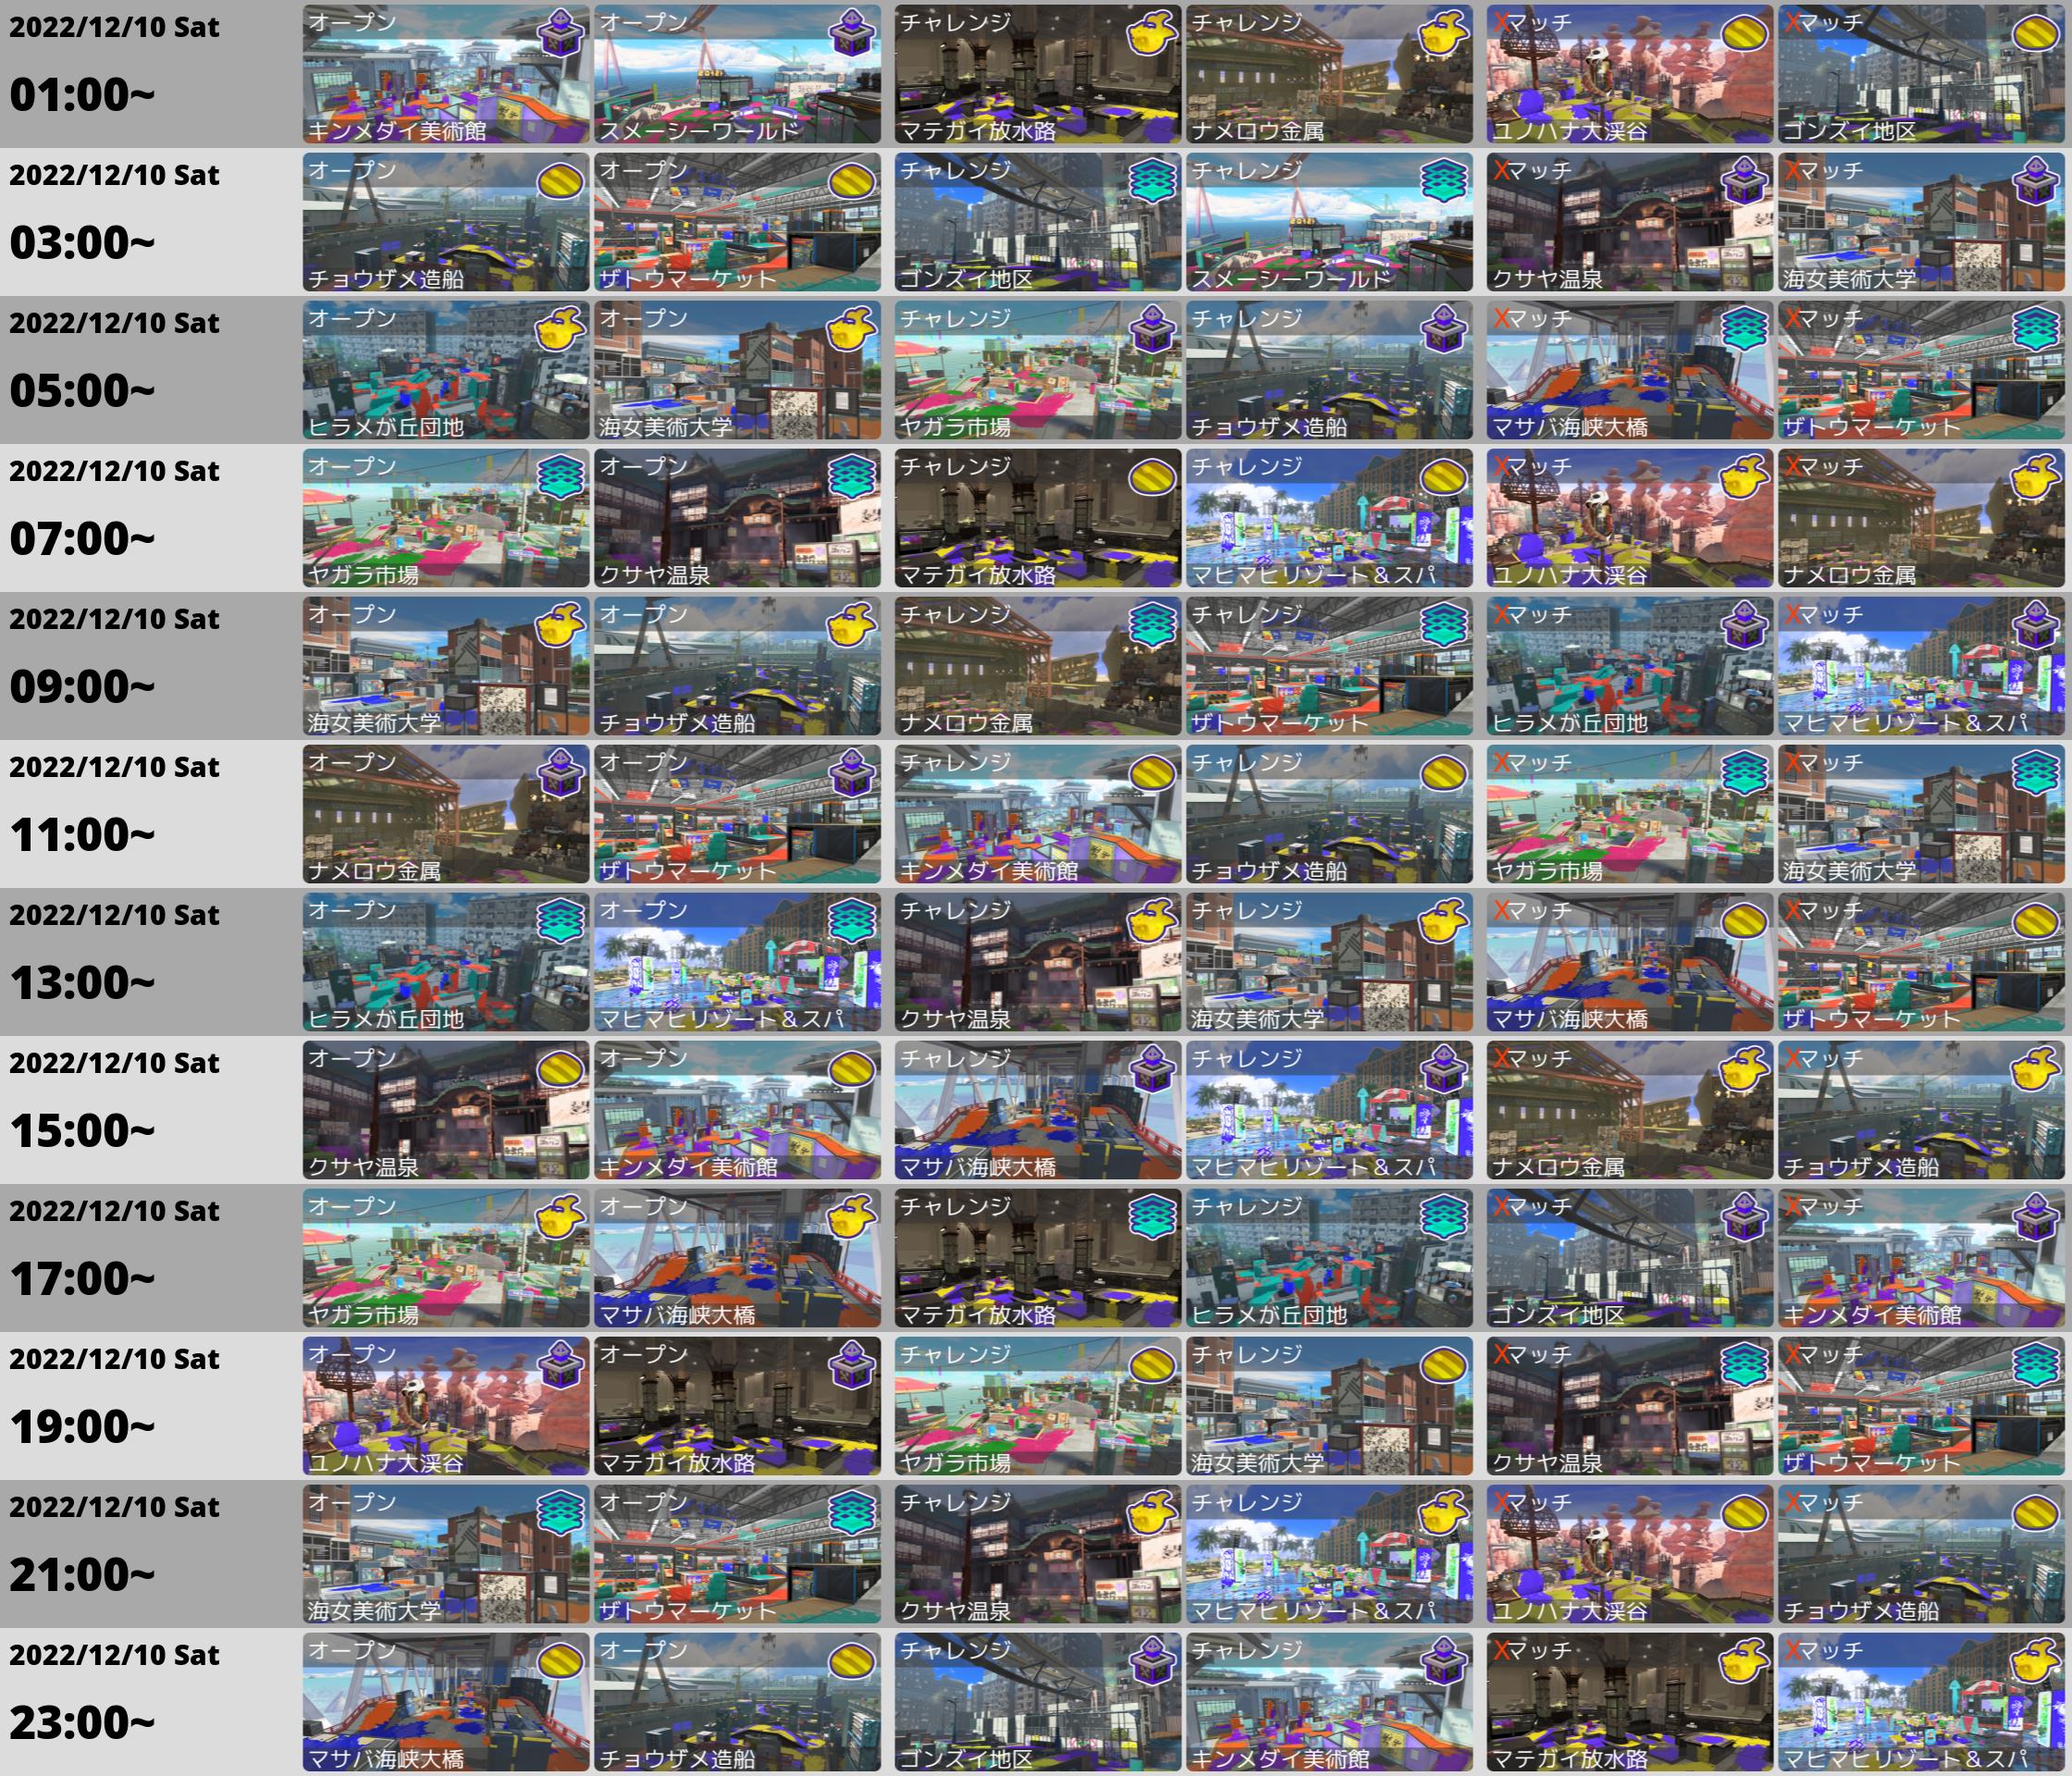 2022/12/10 Sat
01:00~
オープン
キンメダイ美術館
オープン
スメーシーワールド
チャレンジ
マテガイ放水路
チャレンジ
ナメロウ金属
Xマッチ
ユノハナ大渓谷
Xマッチ
ゴンズイ地区
2022/12/10 Sat
03:00~
オープン
チョウザメ造船
オープン
ザトウマーケット
チャレンジ
ゴンズイ地区
チャレンジ
スメーシーワールド
Xマッチ
クサヤ温泉
Xマッチ
海女美術大学
2022/12/10 Sat
05:00~
オープン
ヒラメが丘団地
オープン
海女美術大学
チャレンジ
ヤガラ市場
チャレンジ
チョウザメ造船
Xマッチ
マサバ海峡大橋
Xマッチ
ザトウマーケット
2022/12/10 Sat
07:00~
オープン
ヤガラ市場
オープン
クサヤ温泉
チャレンジ
マテガイ放水路
チャレンジ
マヒマヒリゾート＆スパ
Xマッチ
ユノハナ大渓谷
Xマッチ
ナメロウ金属
2022/12/10 Sat
09:00~
オープン
海女美術大学
オープン
チョウザメ造船
チャレンジ
ナメロウ金属
チャレンジ
ザトウマーケット
Xマッチ
ヒラメが丘団地
Xマッチ
マヒマヒリゾート＆スパ
2022/12/10 Sat
11:00~
オープン
ナメロウ金属
オープン
ザトウマーケット
チャレンジ
キンメダイ美術館
チャレンジ
チョウザメ造船
Xマッチ
ヤガラ市場
Xマッチ
海女美術大学
2022/12/10 Sat
13:00~
オープン
ヒラメが丘団地
オープン
マヒマヒリゾート＆スパ
チャレンジ
クサヤ温泉
チャレンジ
海女美術大学
Xマッチ
マサバ海峡大橋
Xマッチ
ザトウマーケット
2022/12/10 Sat
15:00~
オープン
クサヤ温泉
オープン
キンメダイ美術館
チャレンジ
マサバ海峡大橋
チャレンジ
マヒマヒリゾート＆スパ
Xマッチ
ナメロウ金属
Xマッチ
チョウザメ造船
2022/12/10 Sat
17:00~
オープン
ヤガラ市場
オープン
マサバ海峡大橋
チャレンジ
マテガイ放水路
チャレンジ
ヒラメが丘団地
Xマッチ
ゴンズイ地区
Xマッチ
キンメダイ美術館
2022/12/10 Sat
19:00~
オープン
ユノハナ大渓谷
オープン
マテガイ放水路
チャレンジ
ヤガラ市場
チャレンジ
海女美術大学
Xマッチ
クサヤ温泉
Xマッチ
ザトウマーケット
2022/12/10 Sat
21:00~
オープン
海女美術大学
オープン
ザトウマーケット
チャレンジ
クサヤ温泉
チャレンジ
マヒマヒリゾート＆スパ
Xマッチ
ユノハナ大渓谷
Xマッチ
チョウザメ造船
2022/12/10 Sat
23:00~
オープン
マサバ海峡大橋
オープン
チョウザメ造船
チャレンジ
ゴンズイ地区
チャレンジ
キンメダイ美術館
Xマッチ
マテガイ放水路
Xマッチ
マヒマヒリゾート＆スパ